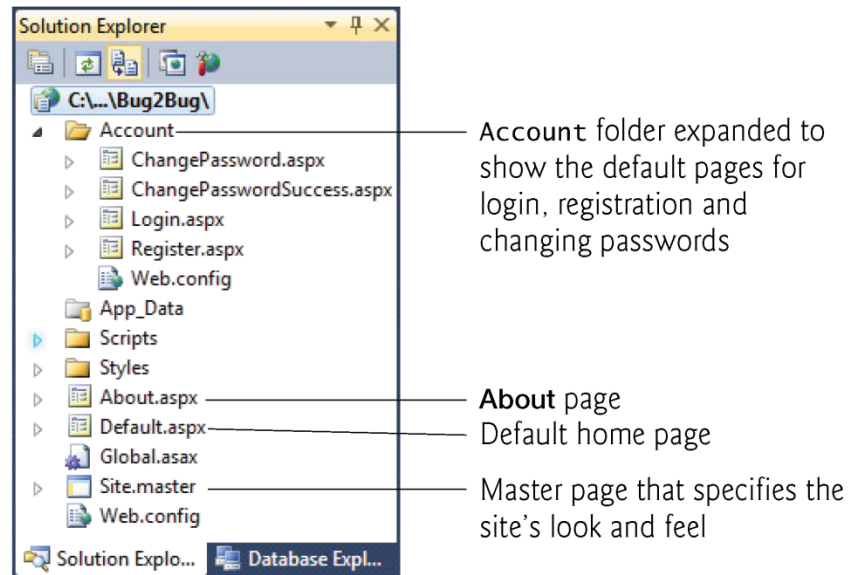 Solution Explorer
C:\...\Bug2Bug\
Account
ChangePassword.aspx
ChangePasswordSuccess.aspx
Login.aspx
Register.aspx
Web.config
App_Data
Scripts
Styles
About.aspx
Default.aspx
Global.asax
Site.master
Web.config
Solution Explo... Database Expl...
Account folder expanded to
show the default pages for
login, registration and
changing passwords
About page
Default home page
Master page that specifies the
site's look and feel